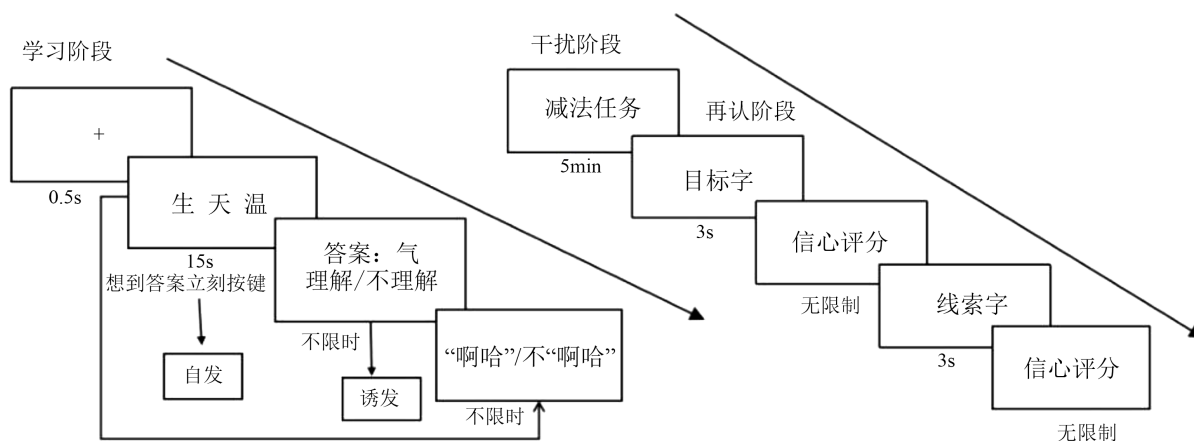 学习阶段
+
0.5s
生 天 温
15s
想到答案立刻按键
自发
答案：气
理解/不理解
不限时
诱发
“啊哈”/不“啊哈”
不限时
干扰阶段
减法任务
5min
再认阶段
目标字
3s
信心评分
无限制
线索字
3s
信心评分
无限制